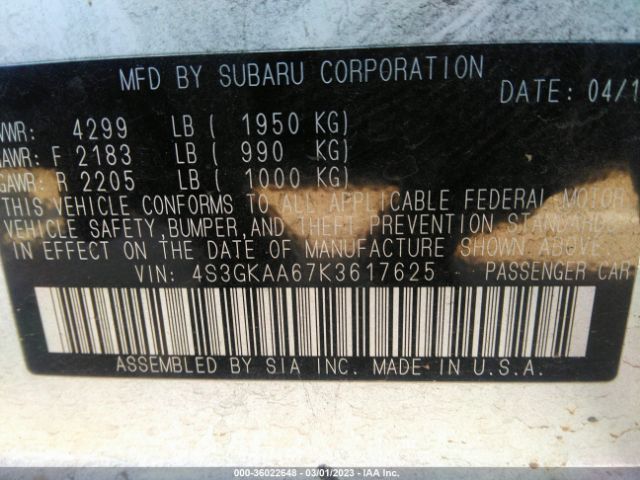 MFD BY SUBARU CORPORATION
DATE: 04/1
VWR: 4299 LB ( 1950 KG)
AWR: F 2183 LB ( 990 KG)
GAWR: R 2205 LB ( 1000 KG)
THIS VEHICLE CONFORMS TO ALL APPLICABLE FEDERAL MOTOR
VEHICLE SAFETY, BUMPER, AND THEFT PREVENTION STANDARDS
IN EFFECT ON THE DATE OF MANUFACTURE SHOWN ABOVE.
VIN: 4S3GKAA67K3617625 PASSENGER CAR
ASSEMBLED BY SIA INC. MADE IN U.S.A.
000-36022648 - 03/01/2023 - IAA Inc.